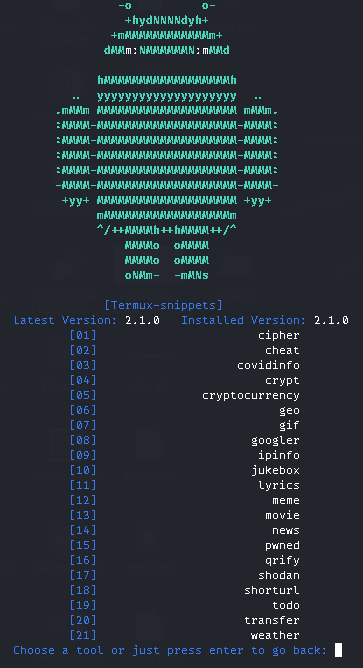 -o          o-
+hydNNNNdyh+
+mMMMMMMMMMMMMm+
dMMm:NMMMMMMN:mMMd
hMMMMMMMMMMMMMMMMMMh
..  yyyyyyyyyyyyyyyyyyyy  ..
.mMMm MMMMMMMMMMMMMMMMMMMM mMMm.
:MMMM-MMMMMMMMMMMMMMMMMMMM-MMMM:
:MMMM-MMMMMMMMMMMMMMMMMMMM-MMMM:
:MMMM-MMMMMMMMMMMMMMMMMMMM-MMMM:
:MMMM-MMMMMMMMMMMMMMMMMMMM-MMMM:
-MMMM-MMMMMMMMMMMMMMMMMMMM-MMMM-
+yy+ MMMMMMMMMMMMMMMMMMMM +yy+
mMMMMMMMMMMMMMMMMMMm
^/++MMMMh++hMMMM++/^
MMMMo  oMMMM
MMMMo  oMMMM
oNMm-  -mMNs
[Termux-snippets]
Latest Version: 2.1.0   Installed Version: 2.1.0
[01] cipher
[02] cheat
[03] covidinfo
[04] crypt
[05] cryptocurrency
[06] geo
[07] gif
[08] googler
[09] ipinfo
[10] jukebox
[11] lyrics
[12] meme
[13] movie
[14] news
[15] pwned
[16] qrify
[17] shodan
[18] shorturl
[19] todo
[20] transfer
[21] weather
Choose a tool or just press enter to go back: